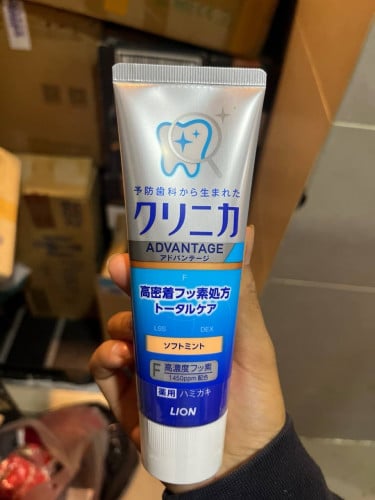 予防歯科から生まれた
クリニカ
ADVANTAGE
アドバンテージ
F
高密着フッ素処方
トータルケア
LSS DEX
ソフトミント
F 高濃度フッ素
1450ppm配合
薬用 ハミガキ
LION